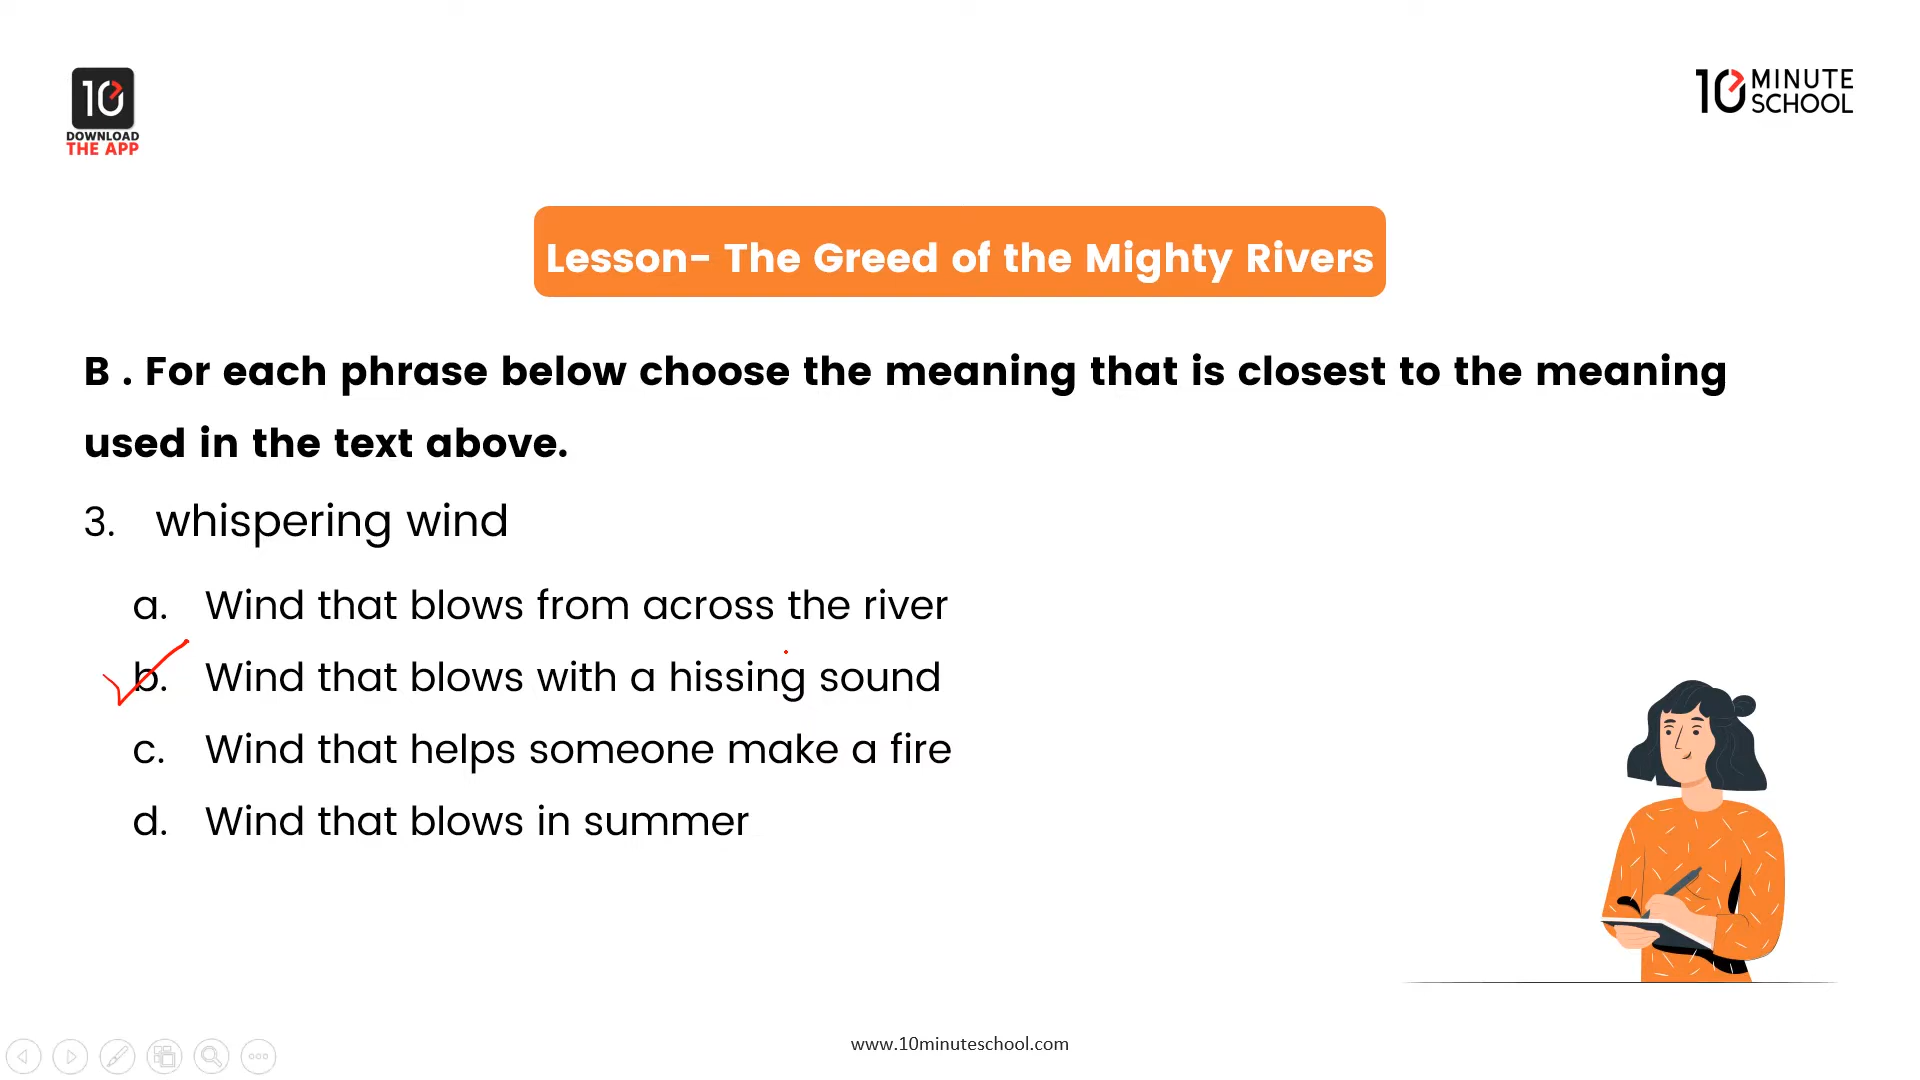 10
DOWNLOAD
THE APP
10 MINUTE
SCHOOL
Lesson- The Greed of the Mighty Rivers
B . For each phrase below choose the meaning that is closest to the meaning
used in the text above.
3. whispering wind
a. Wind that blows from across the river
b. Wind that blows with a hissing sound
c. Wind that helps someone make a fire
d. Wind that blows in summer
www.10minuteschool.com